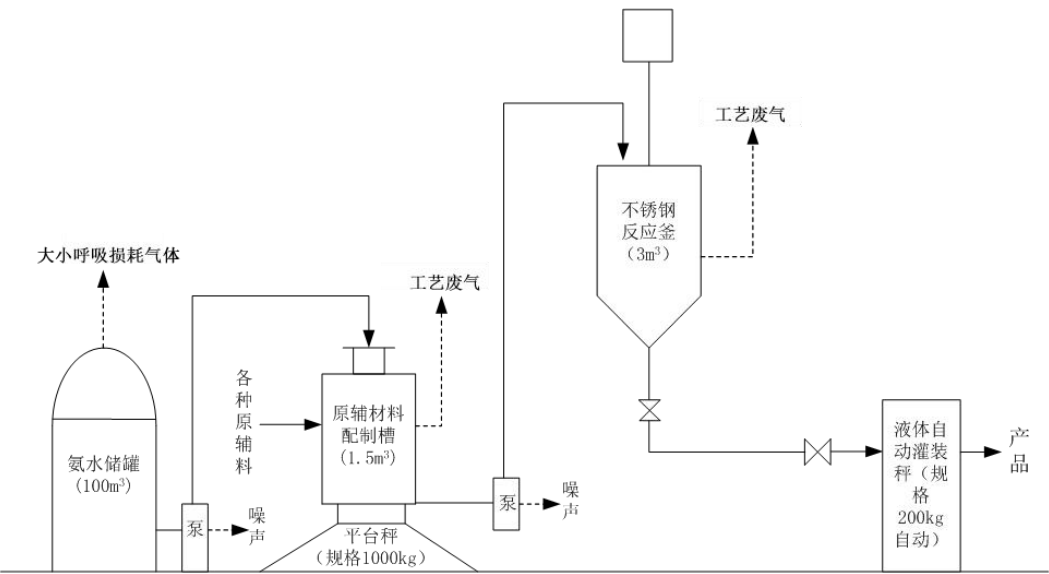 工艺废气
不锈钢
反应釜
（3m³）
大小呼吸损耗气体
工艺废气
各种原辅料
原辅材料
配制槽
(1.5m³)
氨水储罐
(100m³)
泵
噪声
平台秤
（规格1000kg）
泵
噪声
液体自
动灌装
秤（规
格
200kg
自动）
产品